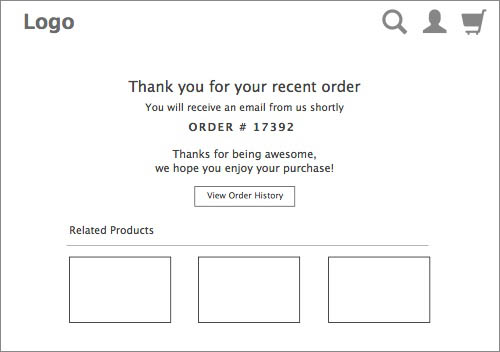 Logo
Thank you for your recent order
You will receive an email from us shortly
ORDER # 17392
Thanks for being awesome,
we hope you enjoy your purchase!
View Order History
Related Products